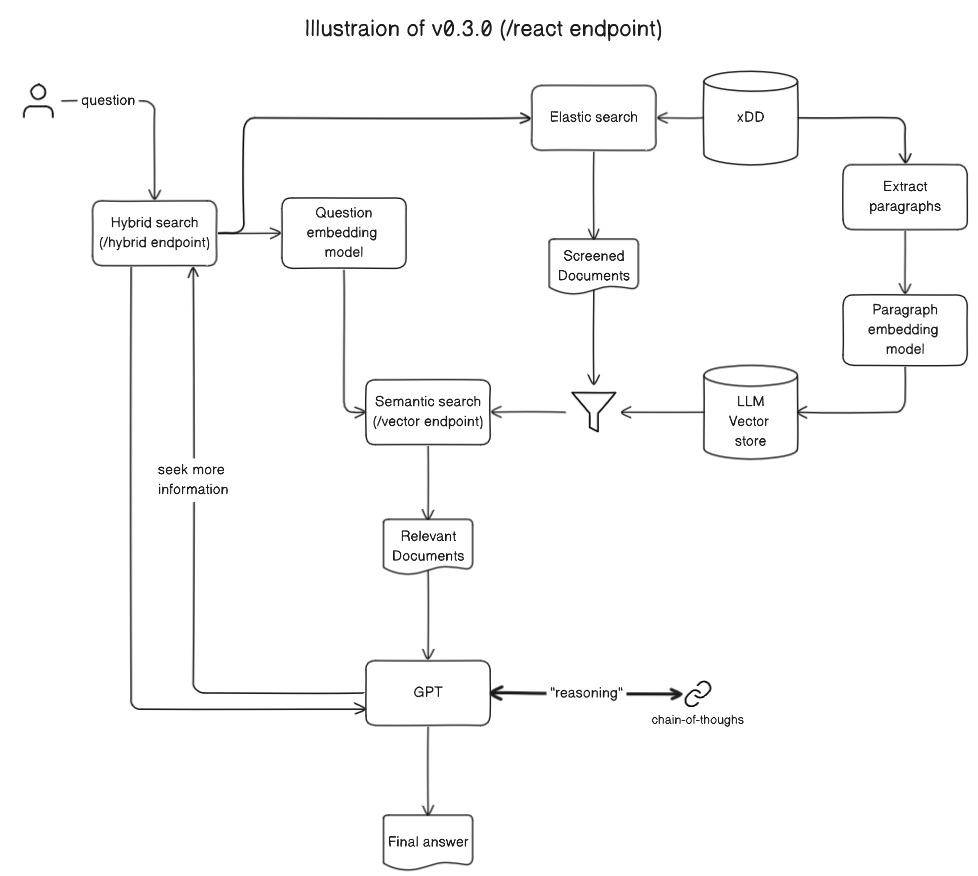 Illustraion of v0.3.0 (/react endpoint)
question
Elastic search
xDD
Extract
paragraphs
Hybrid search
(/hybrid endpoint)
Question
embedding
model
Screened
Documents
Paragraph
embedding
model
Semantic search
(/vector endpoint)
LLM
Vector
store
seek more
information
Relevant
Documents
GPT
"reasoning"
chain-of-thoughs
Final answer